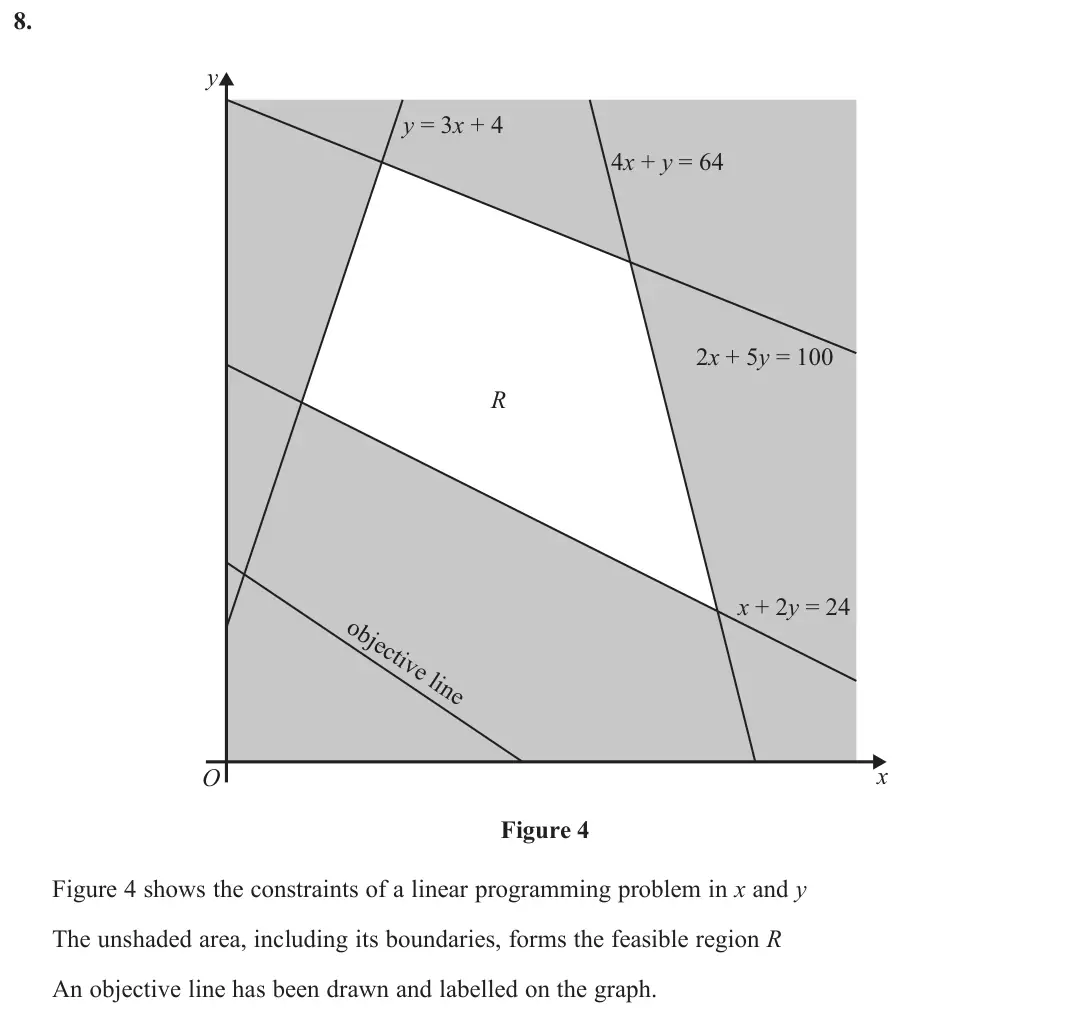 8.
y
y = 3x + 4
4x + y = 64
2x + 5y = 100
R
x + 2y = 24
objective line
O
x
Figure 4
Figure 4 shows the constraints of a linear programming problem in x and y
The unshaded area, including its boundaries, forms the feasible region R
An objective line has been drawn and labelled on the graph.